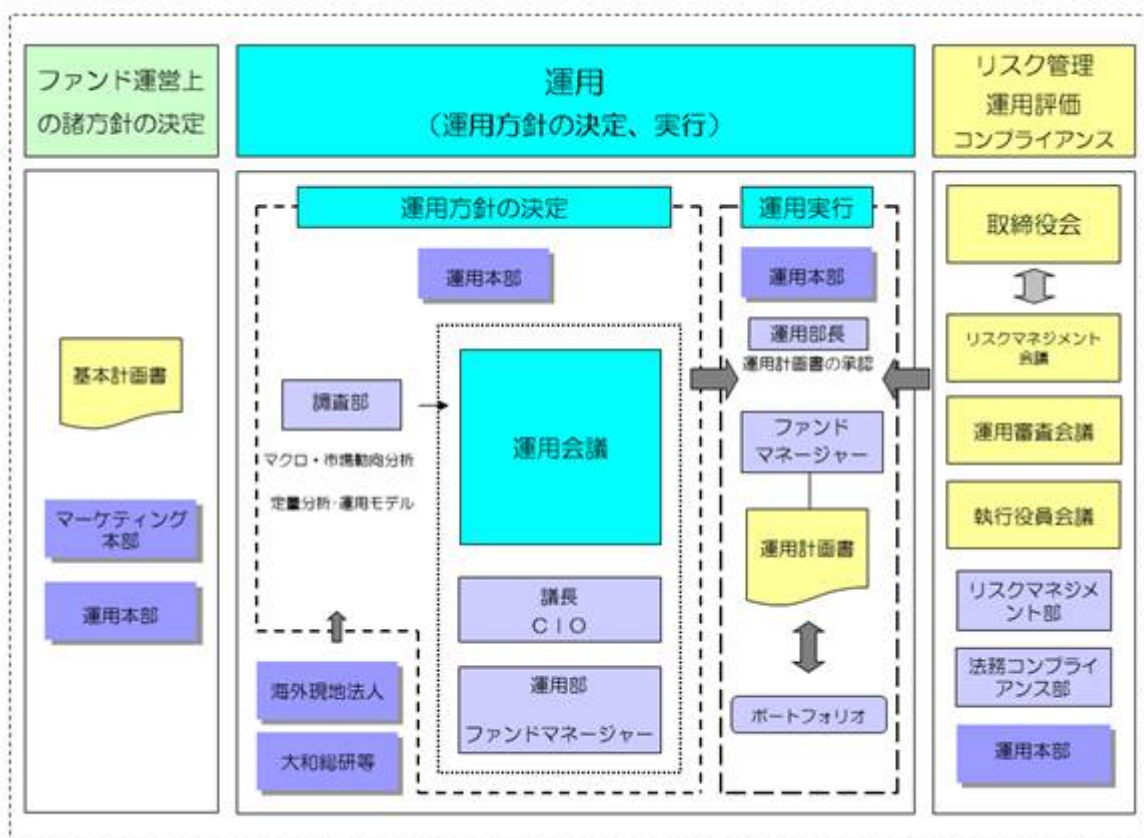 ファンド運営上
の諸方針の決定
運用
（運用方針の決定、実行）
リスク管理
運用評価
コンプライアンス
基本計画書
マーケティング
本部
運用本部
運用方針の決定
運用本部
調査部
マクロ・市場動向分析
定量分析・運用モデル
運用会議
議長
ＣＩＯ
運用部
ファンドマネージャー
海外現地法人
大和総研等
運用実行
運用本部
運用部長
運用計画書の承認
ファンド
マネージャー
運用計画書
ポートフォリオ
取締役会
リスクマネジメント
会議
運用審査会議
執行役員会議
リスクマネジメ
ント部
法務コンプライ
アンス部
運用本部